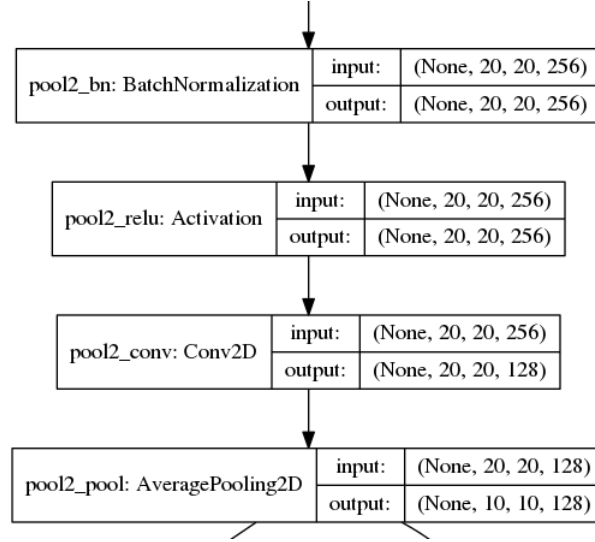 pool2_bn: BatchNormalization
input: (None, 20, 20, 256)
output: (None, 20, 20, 256)
pool2_relu: Activation
input: (None, 20, 20, 256)
output: (None, 20, 20, 256)
pool2_conv: Conv2D
input: (None, 20, 20, 256)
output: (None, 20, 20, 128)
pool2_pool: AveragePooling2D
input: (None, 20, 20, 128)
output: (None, 10, 10, 128)